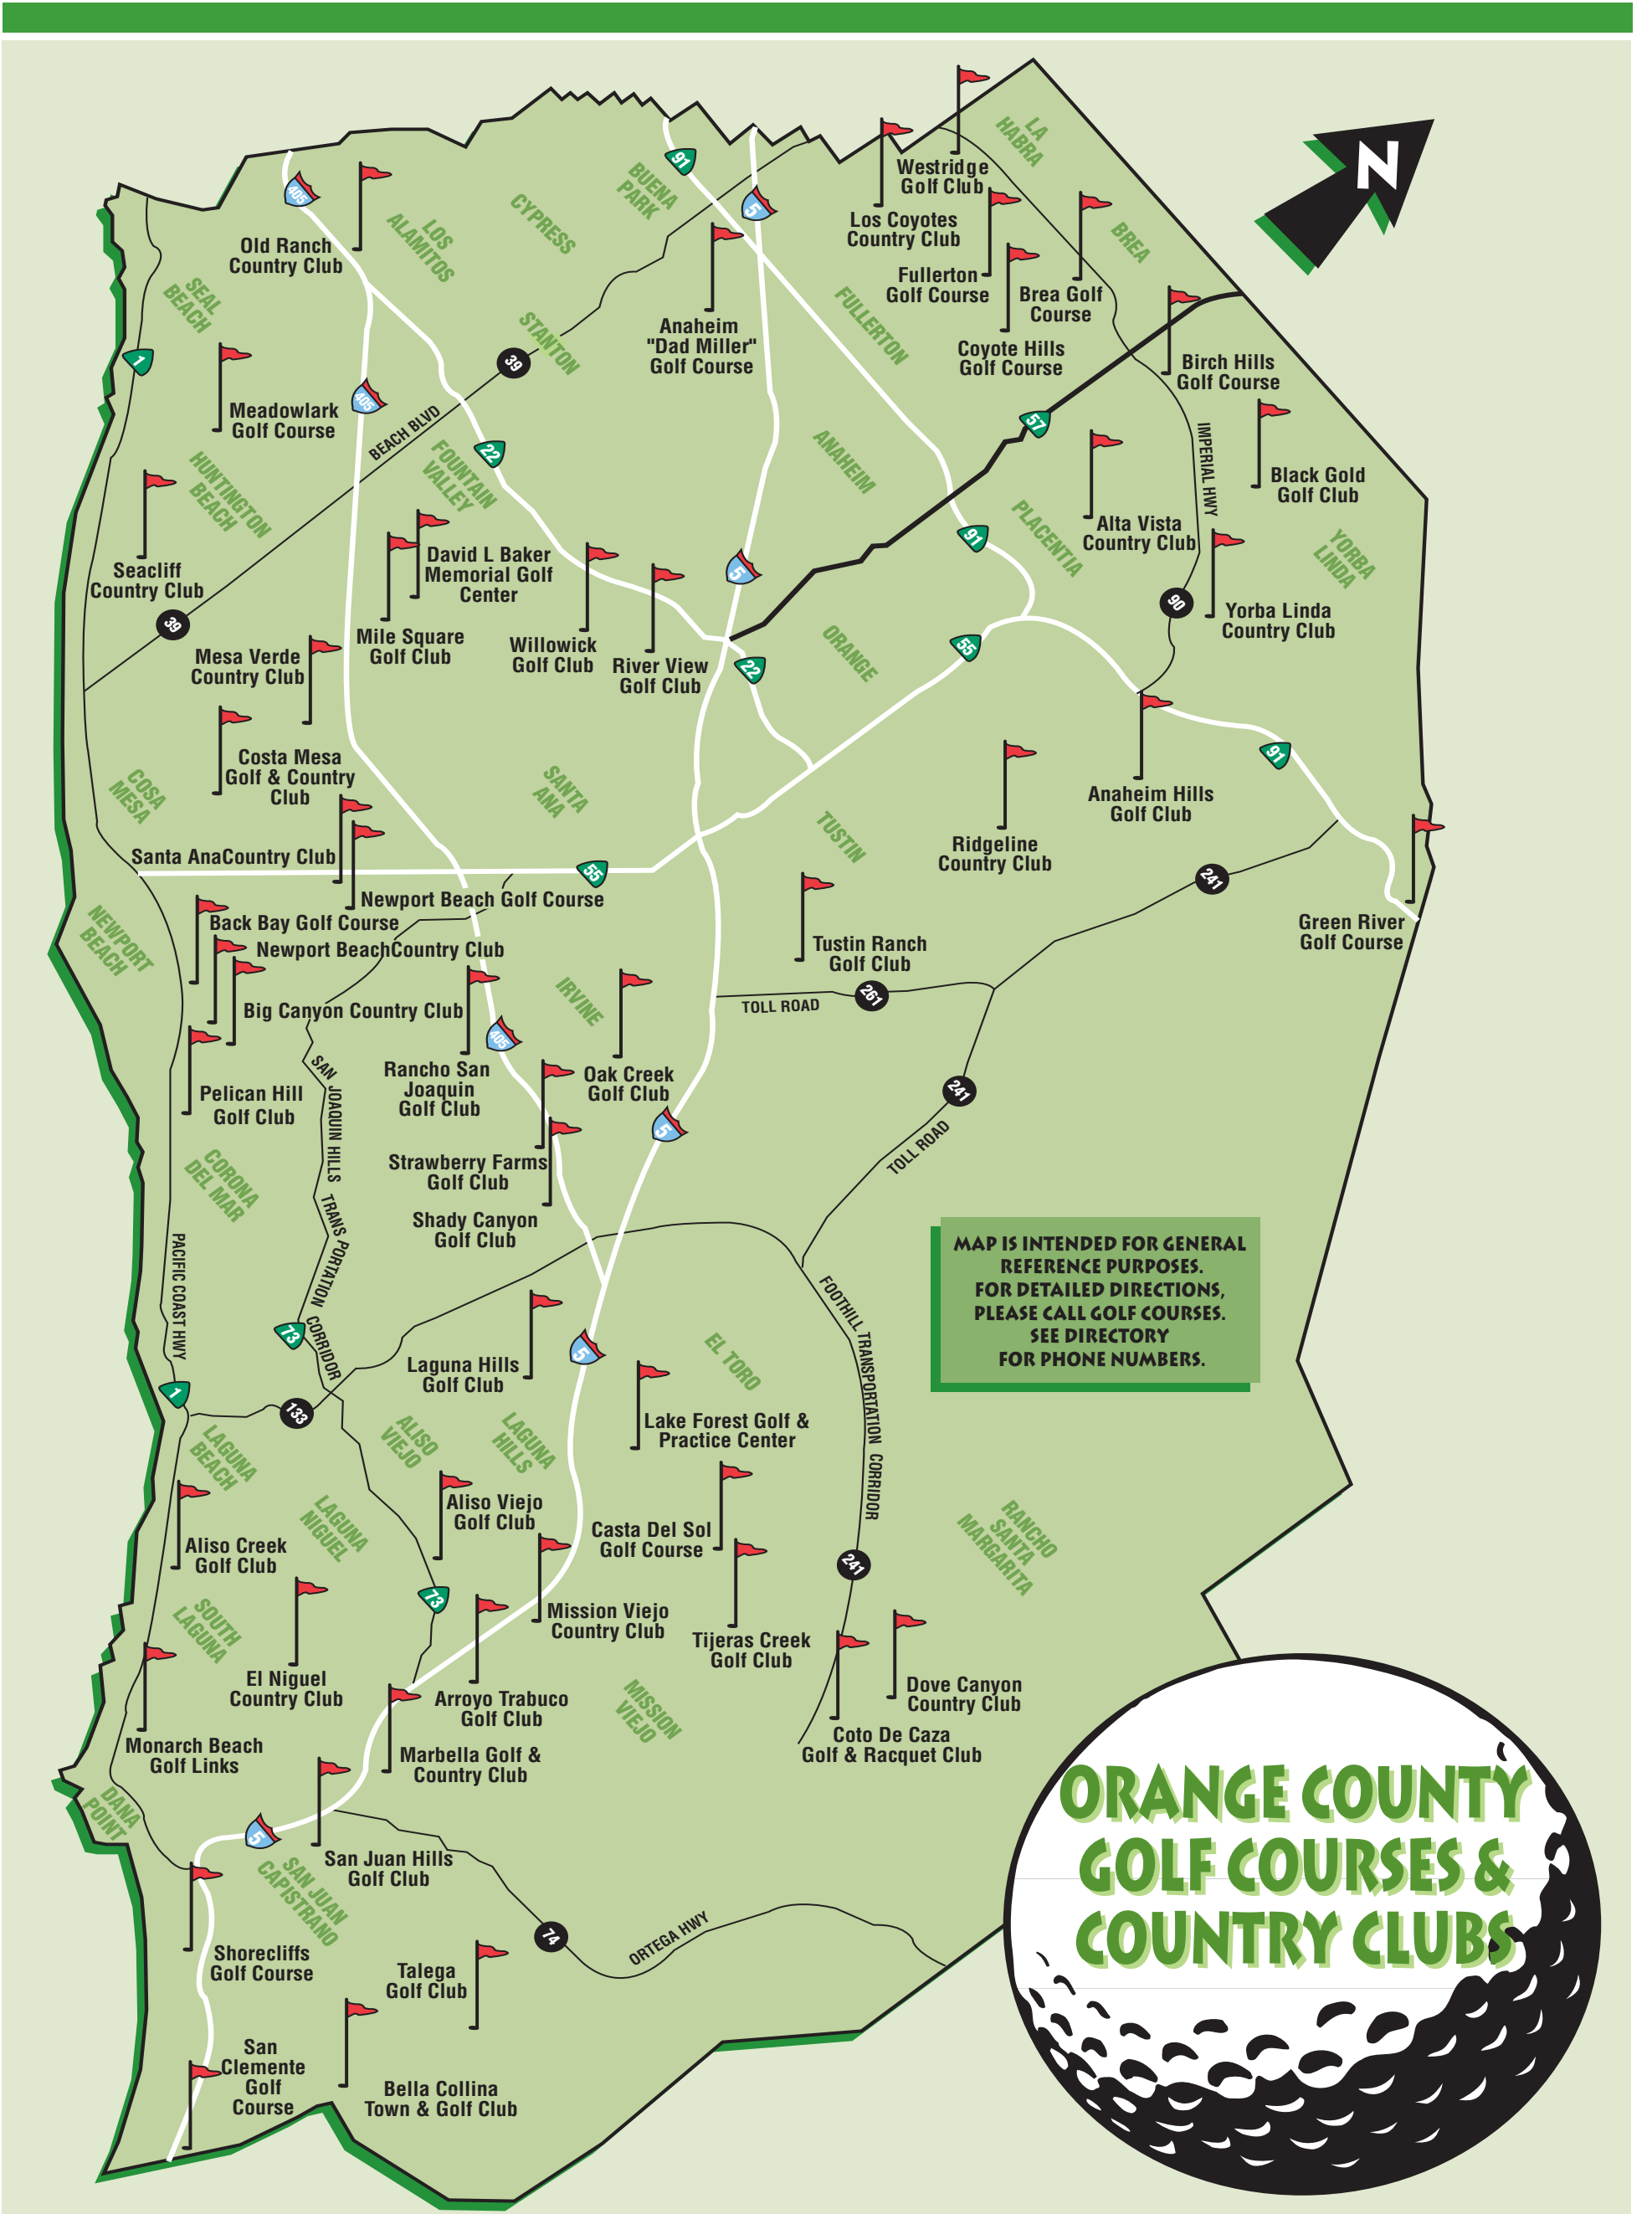 N
LA
HABRA
Westridge
Golf Club
91
BUENA
PARK
405
Los Coyotes
Country Club
5
CYPRESS
LOS
ALAMITOS
Old Ranch
Country Club
BREA
Fullerton
Golf Course
Brea Golf
Course
SEAL
BEACH
FULLERTON
STANTON
Anaheim
"Dad Miller"
Golf Course
Coyote Hills
Golf Course
Birch Hills
Golf Course
1
39
405
Meadowlark
Golf Course
BEACH BLVD
57
22
FOUNTAIN
VALLEY
ANAHEIM
IMPERIAL HWY
Black Gold
Golf Club
HUNTINGTON
BEACH
Alta Vista
Country Club
PLACENTIA
91
YORBA
LINDA
Seacliff
Country Club
David L Baker
Memorial Golf
Center
5
90
39
Yorba Linda
Country Club
Mile Square
Golf Club
Willowick
Golf Club
River View
Golf Club
22
ORANGE
55
Mesa Verde
Country Club
Costa Mesa
Golf & Country
Club
COSA
MESA
SANTA
ANA
91
Anaheim Hills
Golf Club
TUSTIN
Ridgeline
Country Club
Santa AnaCountry Club
55
241
Newport Beach Golf Course
Back Bay Golf Course
Green River
Golf Course
NEWPORT
BEACH
Newport BeachCountry Club
Tustin Ranch
Golf Club
Big Canyon Country Club
IRVINE
TOLL ROAD
261
405
Rancho San
Joaquin
Golf Club
Oak Creek
Golf Club
Pelican Hill
Golf Club
SAN JOAQUIN HILLS TRANS PORTATION CORRIDOR
241
5
TOLL ROAD
Strawberry Farms
Golf Club
CORONA
DEL MAR
Shady Canyon
Golf Club
PACIFIC COAST HWY
MAP IS INTENDED FOR GENERAL
REFERENCE PURPOSES.
FOR DETAILED DIRECTIONS,
PLEASE CALL GOLF COURSES.
SEE DIRECTORY
FOR PHONE NUMBERS.
FOOTHILL TRANSPORTATION CORRIDOR
73
5
EL TORO
Laguna Hills
Golf Club
1
133
Lake Forest Golf &
Practice Center
LAGUNA
BEACH
ALISO
VIEJO
LAGUNA
HILLS
Aliso Viejo
Golf Club
LAGUNA
NIGUEL
Casta Del Sol
Golf Course
RANCHO
SANTA
MARGARITA
Aliso Creek
Golf Club
241
73
SOUTH
LAGUNA
Mission Viejo
Country Club
Tijeras Creek
Golf Club
El Niguel
Country Club
Arroyo Trabuco
Golf Club
MISSION
VIEJO
Dove Canyon
Country Club
Coto De Caza
Golf & Racquet Club
Monarch Beach
Golf Links
Marbella Golf &
Country Club
DANA
POINT
5
San Juan Hills
Golf Club
SAN JUAN
CAPISTRANO
74
ORTEGA HWY
Shorecliffs
Golf Course
Talega
Golf Club
San
Clemente
Golf
Course
Bella Collina
Town & Golf Club
ORANGE COUNTY
GOLF COURSES &
COUNTRY CLUBS